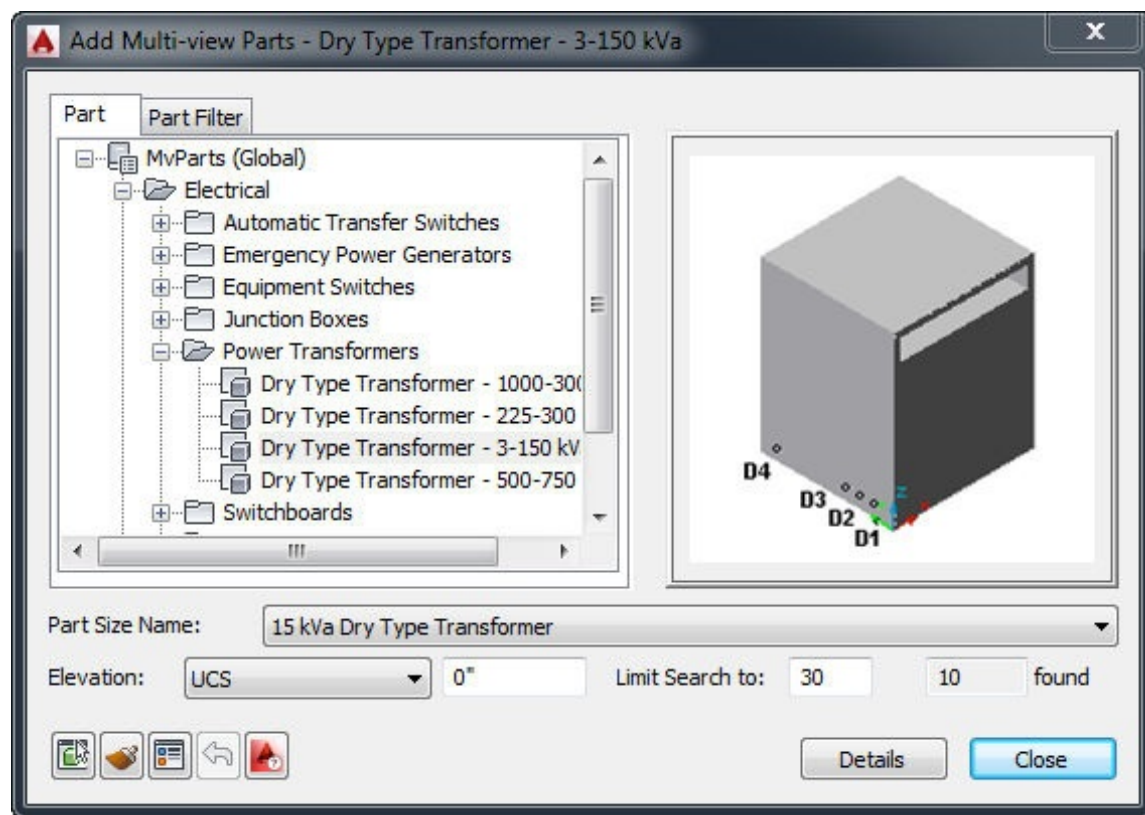 Add Multi-view Parts - Dry Type Transformer - 3-150 kVa
x
Part
Part Filter
MvParts (Global)
Electrical
Automatic Transfer Switches
Emergency Power Generators
Equipment Switches
Junction Boxes
Power Transformers
Dry Type Transformer - 1000-300
Dry Type Transformer - 225-300
Dry Type Transformer - 3-150 kV
Dry Type Transformer - 500-750
Switchboards
D4
D3
D2
D1
Z
Part Size Name: 15 kVa Dry Type Transformer
Elevation: UCS 0" Limit Search to: 30 10 found
Details Close